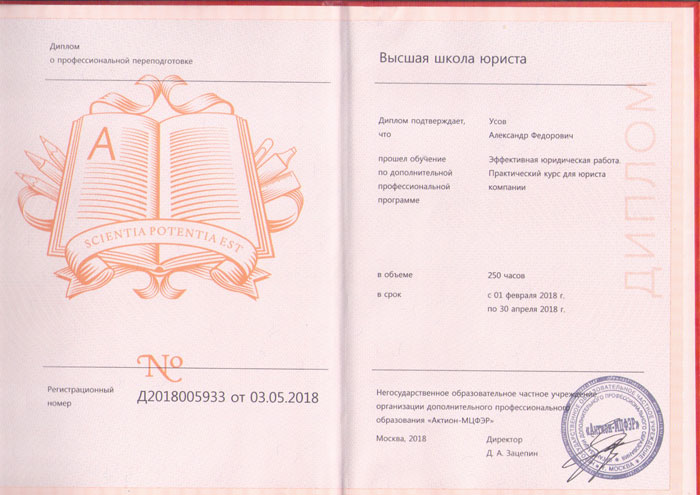 Диплом
о профессиональной переподготовке
A
SCIENTIA POTENTIA EST
No
Регистрационный
номер
Д2018005933 от 03.05.2018
Высшая школа юриста
Диплом подтверждает,
что
Усов
Александр Федорович
прошел обучение
по дополнительной
профессиональной
программе
Эффективная юридическая работа.
Практический курс для юриста
компании
в объеме
250 часов
в срок
с 01 февраля 2018 г.
по 30 апреля 2018 г.
ДИПЛОМ
Негосударственное образовательное частное учреждение
организации дополнительного профессионального
образования «Актион-МЦФЭР»
Москва, 2018
Директор
Д. А. Зацепин
«Актион-МЦФЭР»
г. МОСКВА